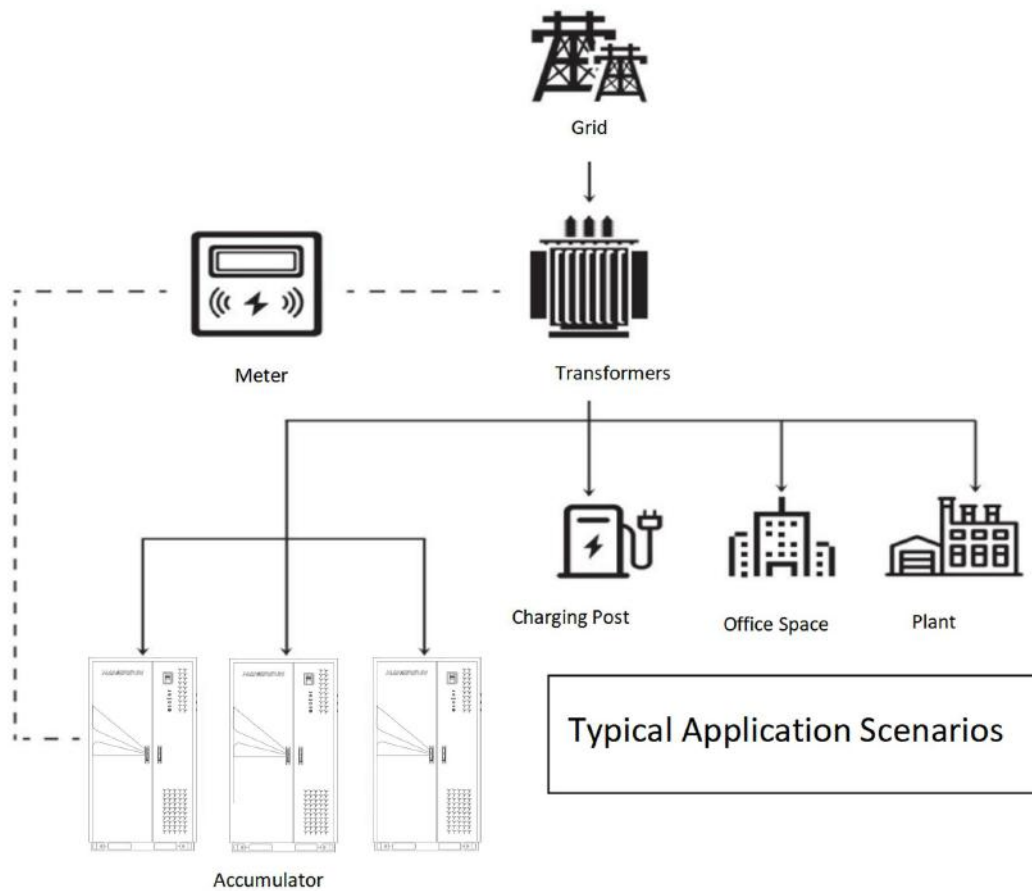 Grid
Meter
Transformers
Charging Post
Office Space
Plant
Typical Application Scenarios
Accumulator